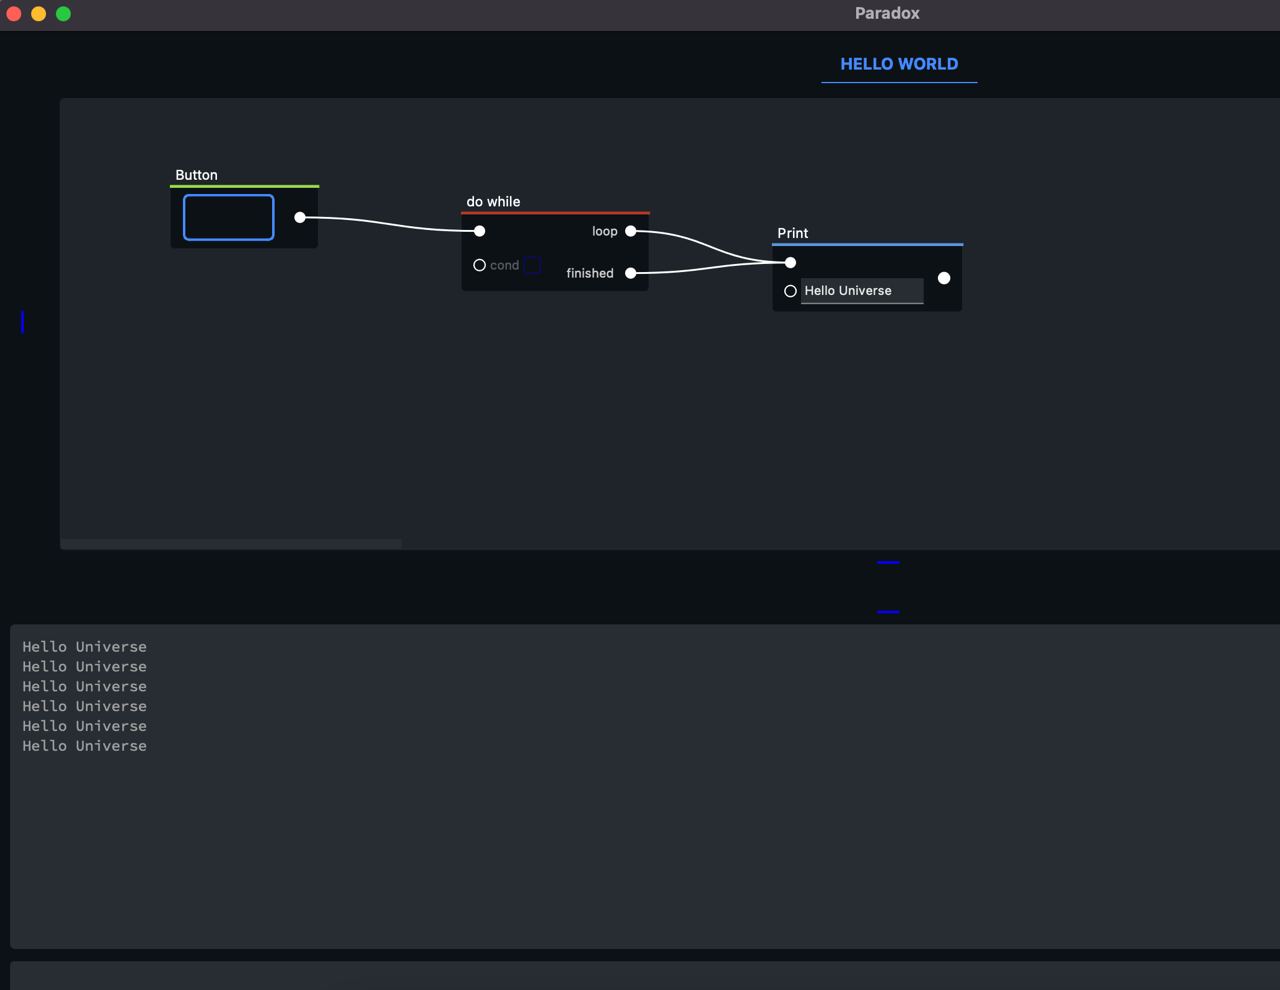 Paradox
HELLO WORLD
Button
do while
loop
cond
finished
Print
Hello Universe
Hello Universe
Hello Universe
Hello Universe
Hello Universe
Hello Universe
Hello Universe